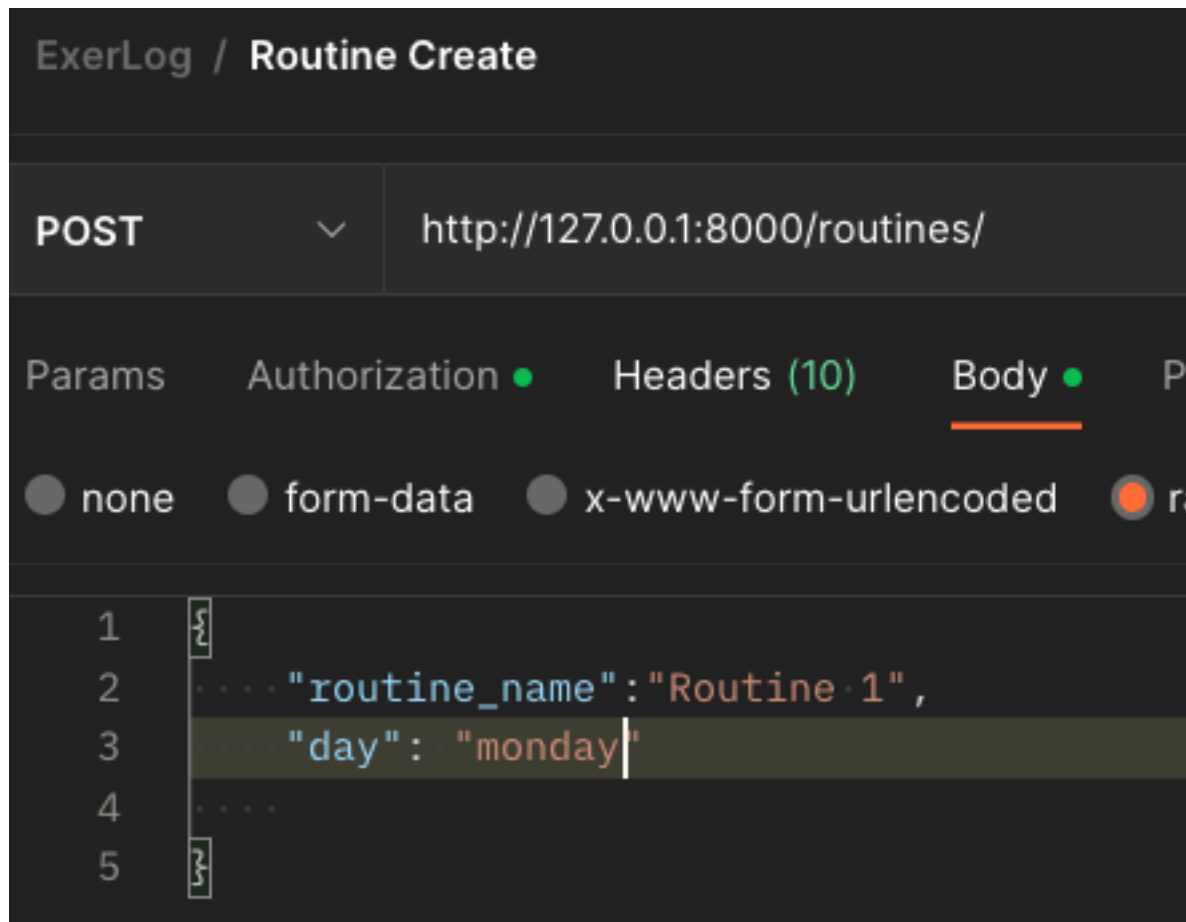 ExerLog / Routine Create
POST http://127.0.0.1:8000/routines/
Params Authorization Headers (10) Body
none form-data x-www-form-urlencoded
1 {
2 "routine_name":"Routine 1",
3 "day": "monday"
4
5 }